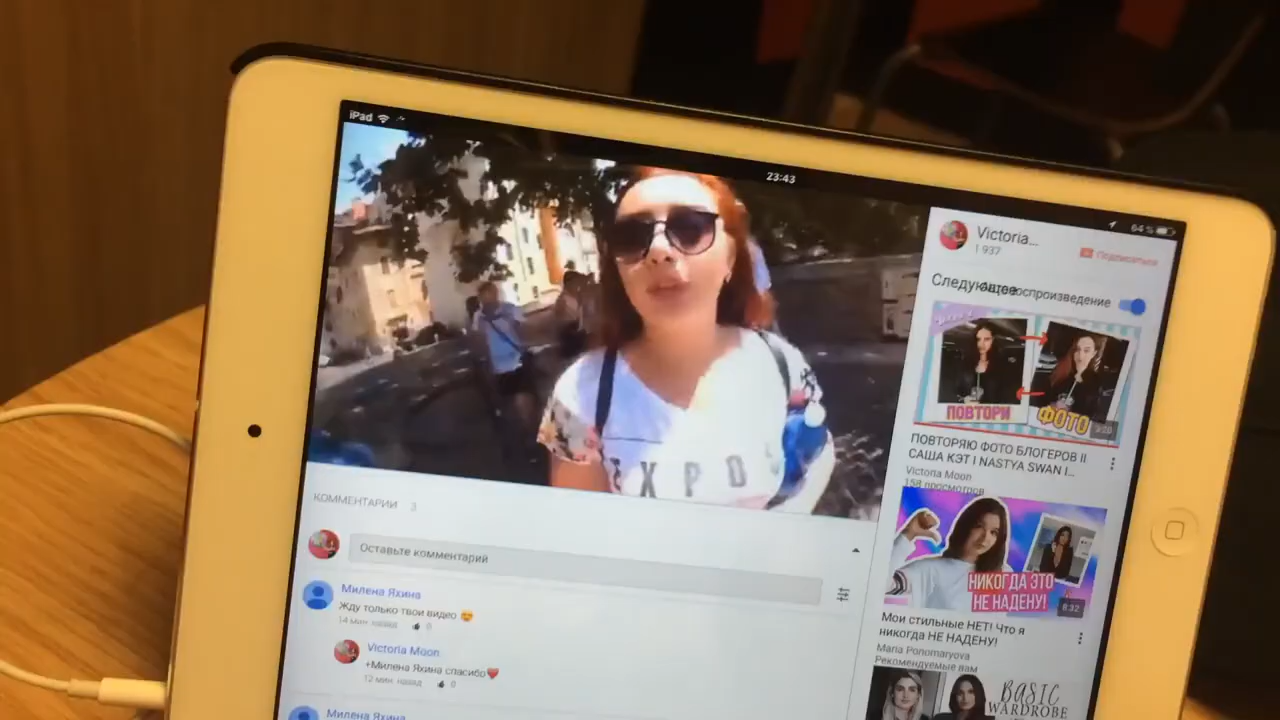 iPad
23:43
64 %
Victoria...
1 937
Подписаться
Следующее
Автовоспроизведение
EXPO
ПОВТОРИ
ФОТО
ПОВТОРЯЮ ФОТО БЛОГЕРОВ II
САША КЭТ I NASTYA SWAN I...
Victoria Moon
158 просмотров
НИКОГДА ЭТО
НЕ НАДЕНУ!
8:32
Мои стильные НЕТ! Что я
никогда НЕ НАДЕНУ!
Maria Ponomaryova
Рекомендуемые вам
BASIC
WARDROBE
КОММЕНТАРИИ 3
Оставьте комментарий
Милена Яхина
Жду только твои видео 😍
14 мин. назад 0
Victoria Moon
+Милена Яхина спасибо❤
12 мин. назад 0
Милена Яхина